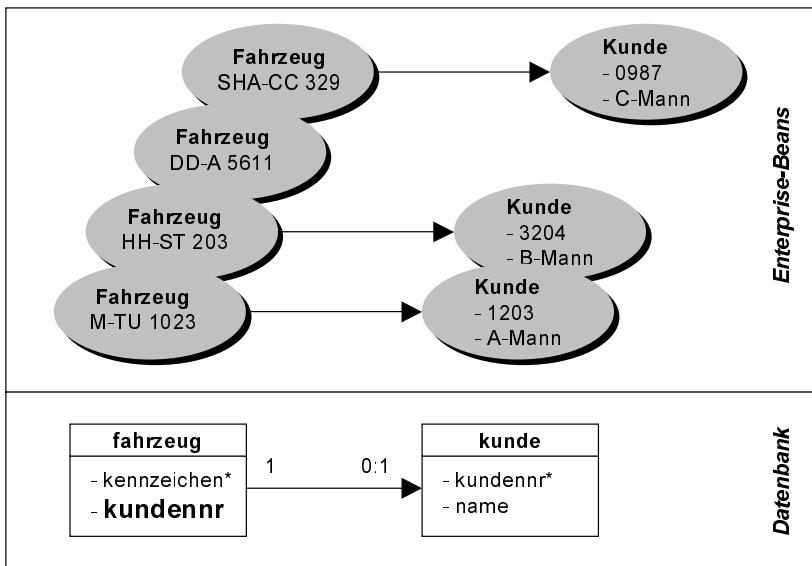 Fahrzeug
SHA-CC 329
Kunde
- 0987
- C-Mann
Fahrzeug
DD-A 5611
Fahrzeug
HH-ST 203
Kunde
- 3204
- B-Mann
Fahrzeug
M-TU 1023
Kunde
- 1203
- A-Mann
Enterprise-Beans
fahrzeug
- kennzeichen*
- kundennr
1
0:1
kunde
- kundennr*
- name
Datenbank